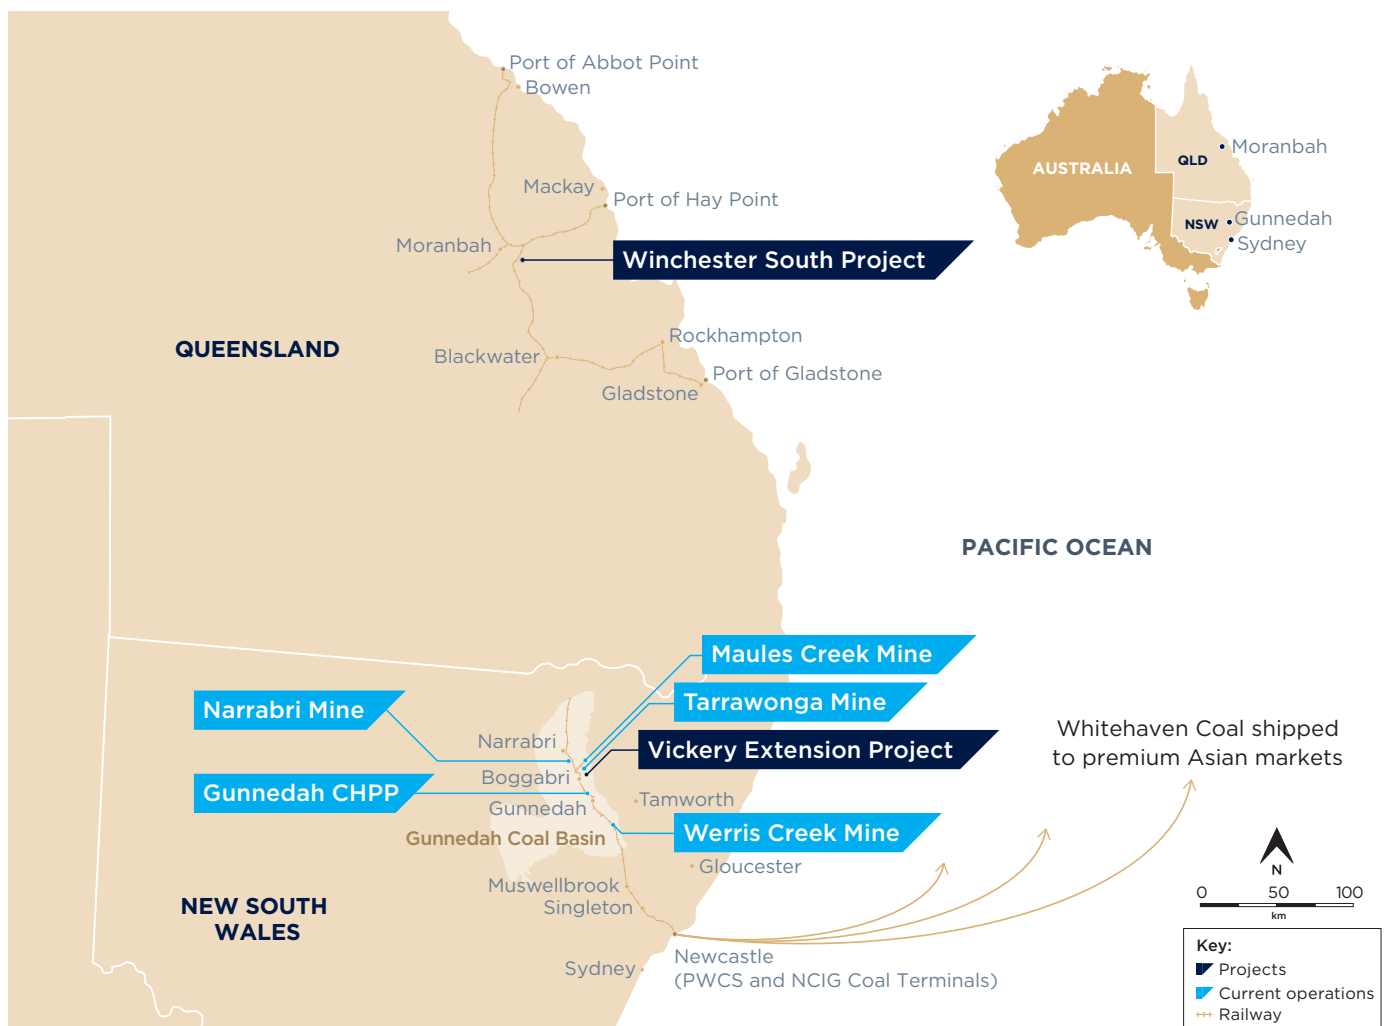 Port of Abbot Point
Bowen
Mackay
Port of Hay Point
Moranbah
Winchester South Project
QUEENSLAND
Rockhampton
Blackwater
Port of Gladstone
Gladstone
AUSTRALIA
QLD
Moranbah
NSW
Gunnedah
Sydney
PACIFIC OCEAN
Maules Creek Mine
Tarrawonga Mine
Narrabri Mine
Vickery Extension Project
Narrabri
Boggabri
Gunnedah CHPP
Gunnedah
Tamworth
Gunnedah Coal Basin
Werris Creek Mine
Gloucester
Muswellbrook
Singleton
NEW SOUTH
WALES
Newcastle
(PWCS and NCIG Coal Terminals)
Sydney
Whitehaven Coal shipped
to premium Asian markets
N
0 50 100
km
Key:
Projects
Current operations
Railway